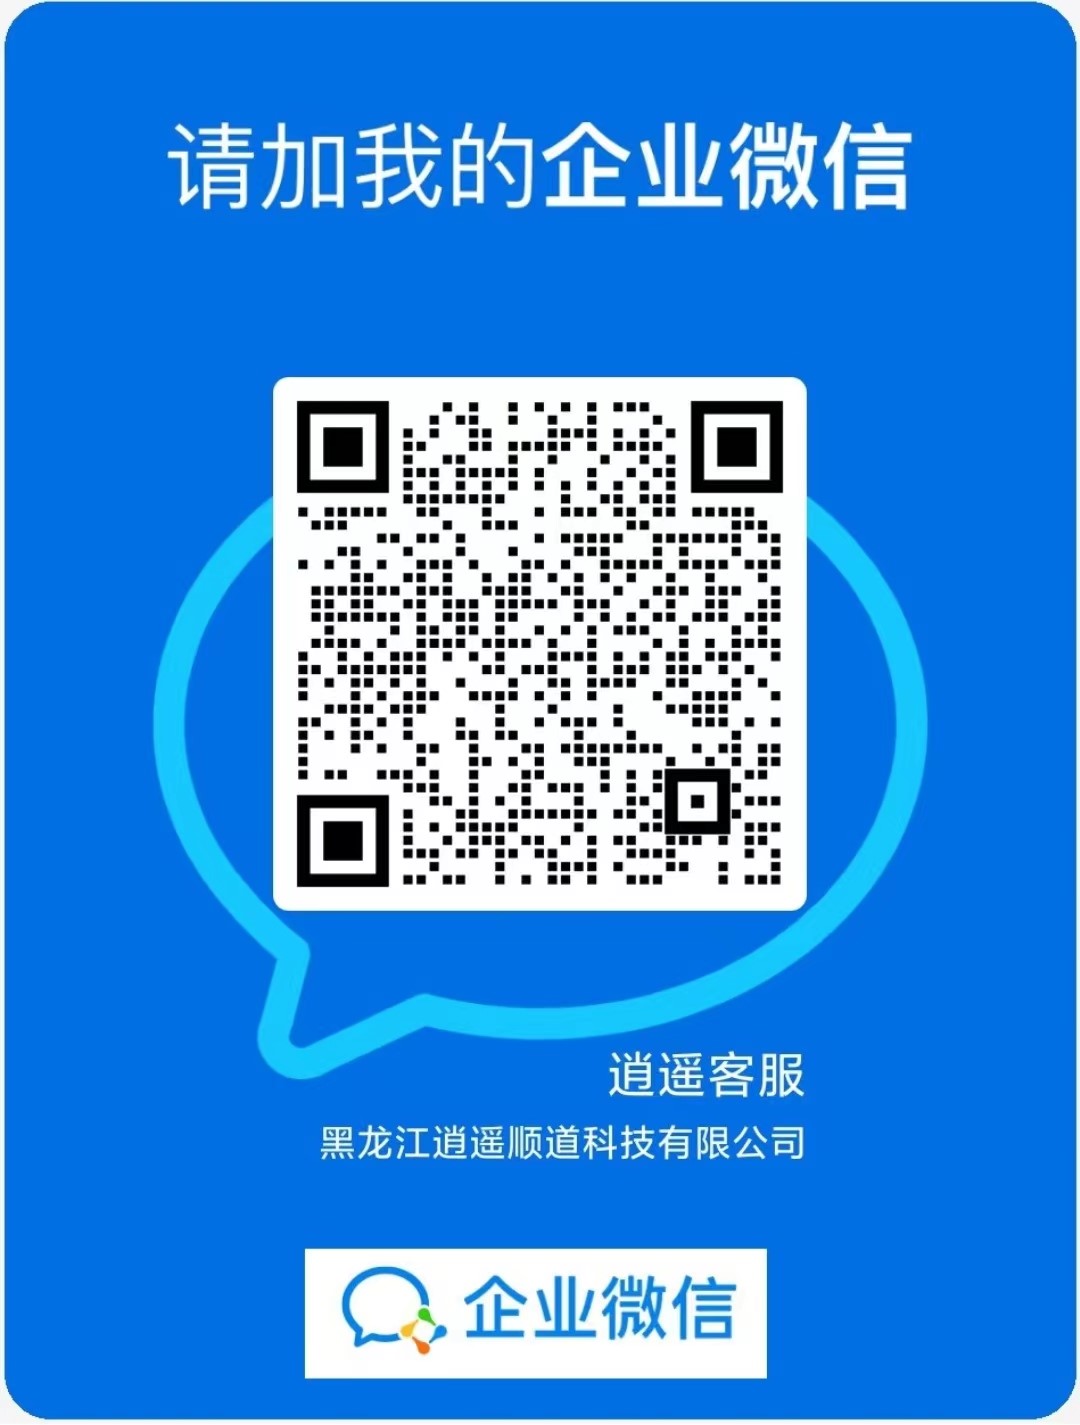 请加我的企业微信
逍遥客服
黑龙江逍遥顺道科技有限公司
企业微信